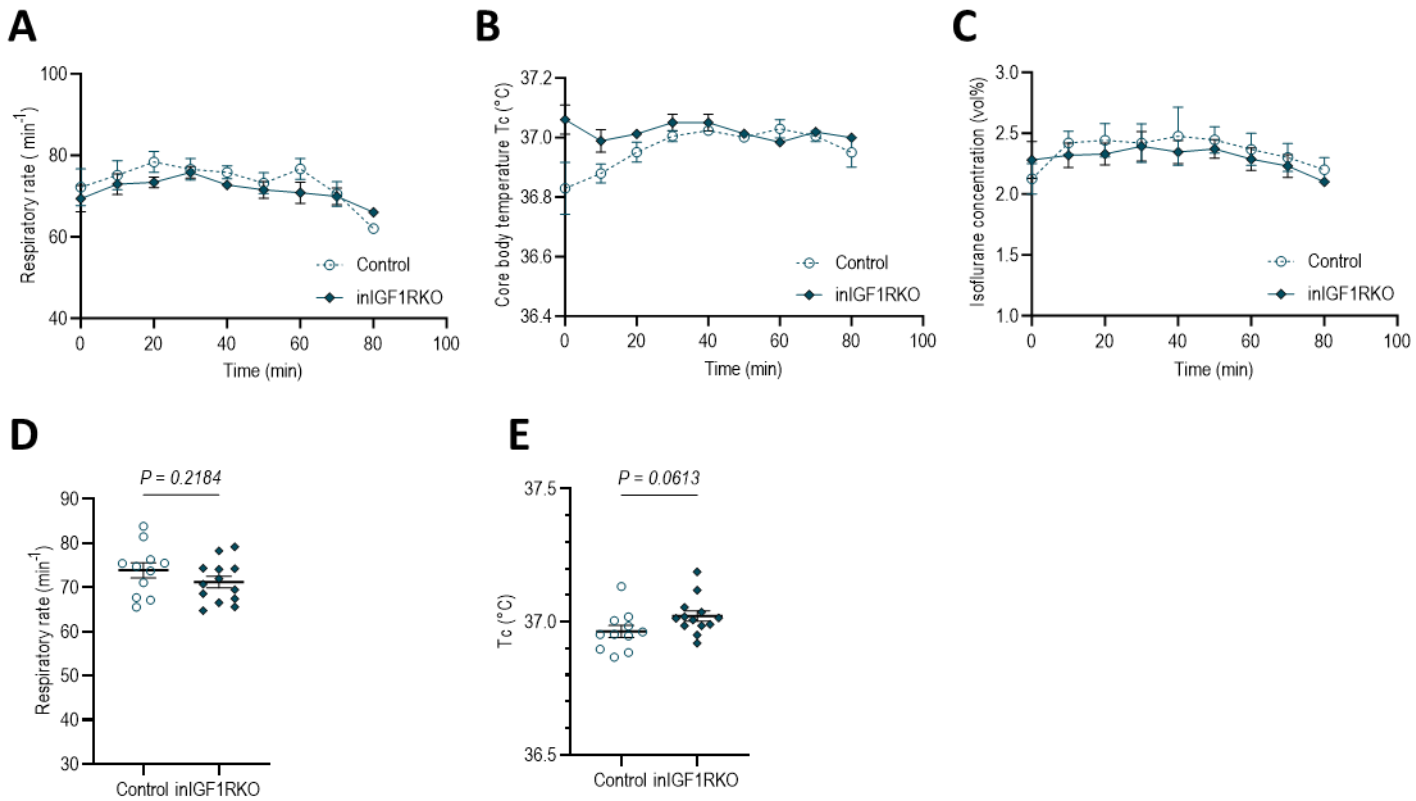 A
Respiratory rate ( min-1)
100
80
60
40
0 20 40 60 80 100
Time (min)
Control
inIGF1RKO
B
Core body temperature Tc (°C)
37.2
37.0
36.8
36.6
36.4
0 20 40 60 80 100
Time (min)
Control
inIGF1RKO
C
Isoflurane concentration (vol%)
3.0
2.5
2.0
1.5
1.0
0 20 40 60 80 100
Time (min)
Control
inIGF1RKO
D
P = 0.2184
Respiratory rate (min-1)
90
80
70
60
50
40
30
Control inIGF1RKO
E
P = 0.0613
Tc (°C)
37.5
37.0
36.5
Control inIGF1RKO